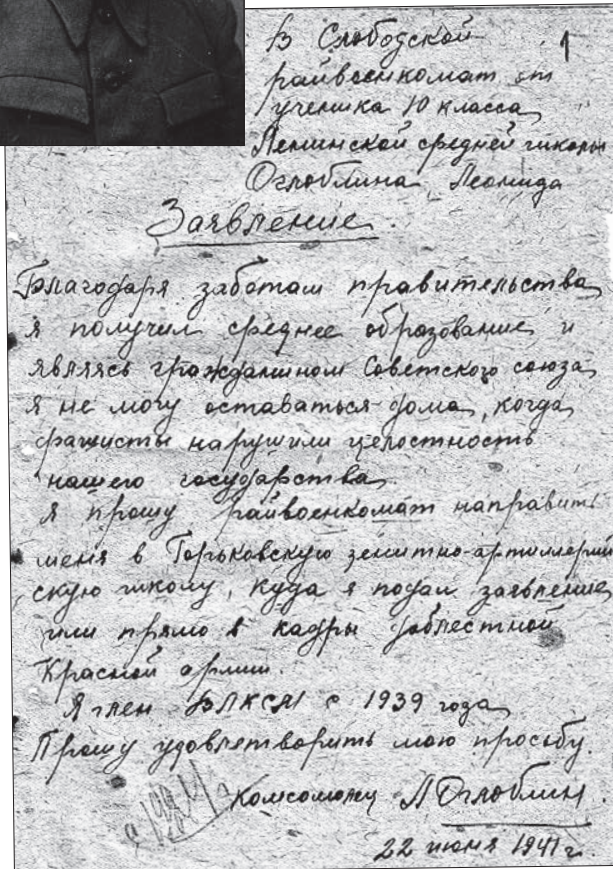 В Слободской
1
райвоенкомат от
ученика 10 класса
Ленинской средней школы
Оглоблина Леонида
Заявление.
Благодаря заботам правительства
я получил среднее образование и
являясь гражданином Советского союза
я не могу оставаться дома, когда
фашисты нарушили целостность
нашего государства.
Я прошу райвоенкомат направить
меня в Горьковскую зенитно-артиллерий
скую школу, куда я подал заявление
или прямо в кадры доблестной
Красной армии.
Я член ВЛКСМ с 1939 года
Прошу удовлетворить мою просьбу.
Комсомолец Л Оглоблин.
22 июня 1941 г.